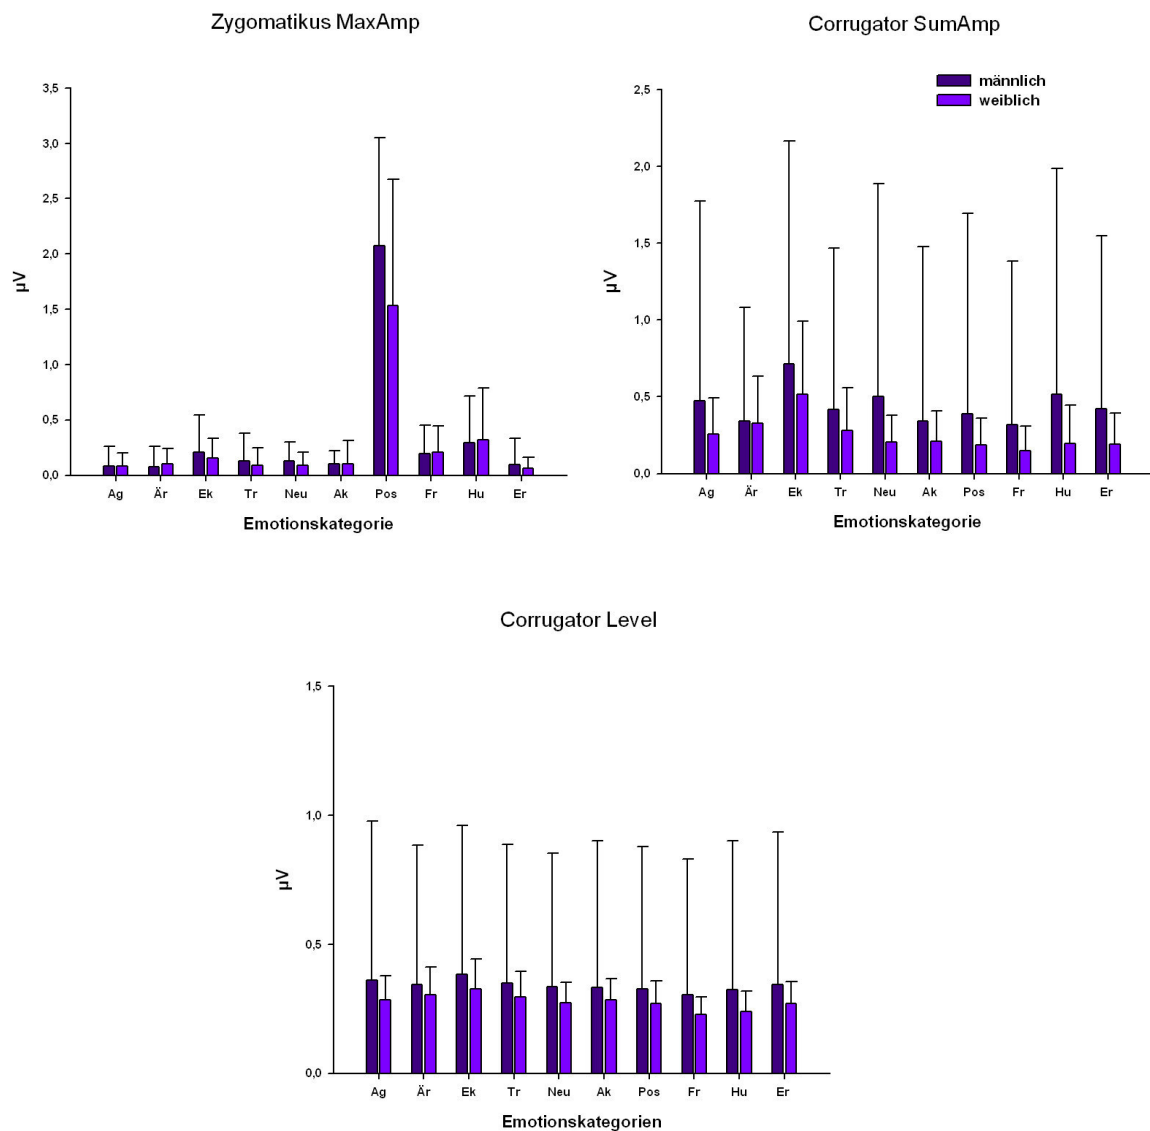 Zygomatikus MaxAmp
3,5
3,0
2,5
2,0
1,5
1,0
0,5
0,0
µV
Ag Är Ek Tr Neu Ak Pos Fr Hu Er
Emotionskategorie
Corrugator SumAmp
männlich
weiblich
2,5
2,0
1,5
1,0
0,5
0,0
µV
Ag Är Ek Tr Neu Ak Pos Fr Hu Er
Emotionskategorie
Corrugator Level
1,5
1,0
0,5
0,0
µV
Ag Är Ek Tr Neu Ak Pos Fr Hu Er
Emotionskategorien